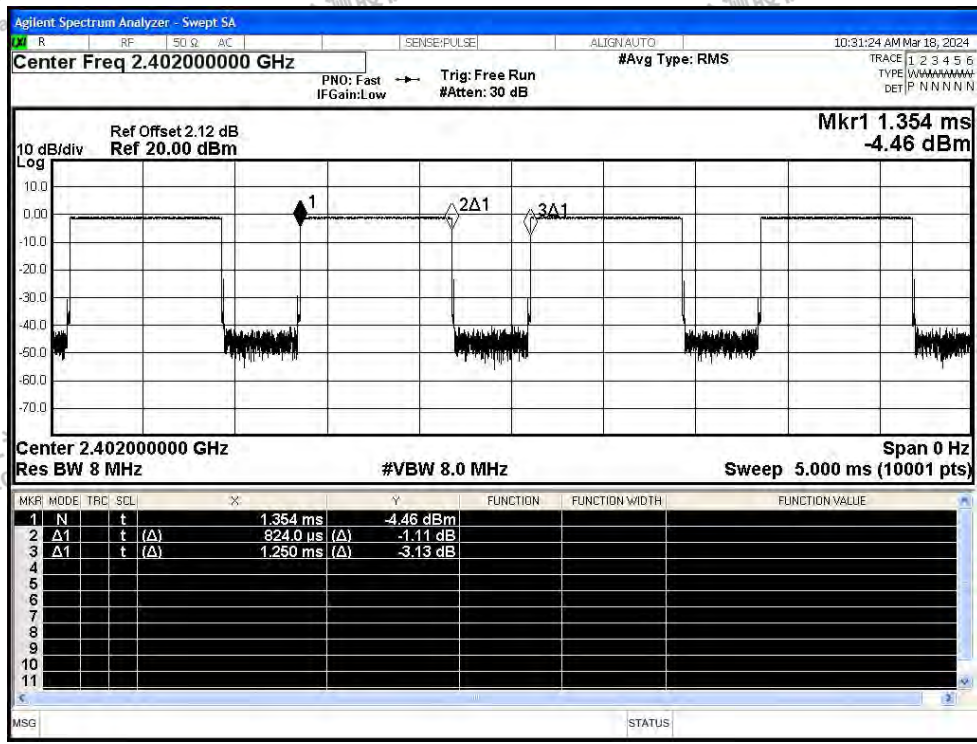 Agilent Spectrum Analyzer - Swept SA
LXI R RF 50 Ω AC SENSE:PULSE ALIGN AUTO 10:31:24 AM Mar 18, 2024
Center Freq 2.402000000 GHz #Avg Type: RMS TRACE 1 2 3 4 5 6
PNO: Fast Trig: Free Run TYPE WWWWWW
IFGain:Low #Atten: 30 dB DET P N N N N N
Mkr1 1.354 ms
Ref Offset 2.12 dB
10 dB/div Ref 20.00 dBm -4.46 dBm
Log
10.0
1 2Δ1 3Δ1
0.00
-10.0
-20.0
-30.0
-40.0
-50.0
-60.0
-70.0
Center 2.402000000 GHz Span 0 Hz
Res BW 8 MHz #VBW 8.0 MHz Sweep 5.000 ms (10001 pts)
MKR MODE TRC SCL X Y FUNCTION FUNCTION WIDTH FUNCTION VALUE
1 N t 1.354 ms -4.46 dBm
2 Δ1 t (Δ) 824.0 µs (Δ) -1.11 dB
3 Δ1 t (Δ) 1.250 ms (Δ) -3.13 dB
4
5
6
7
8
9
10
11
MSG STATUS